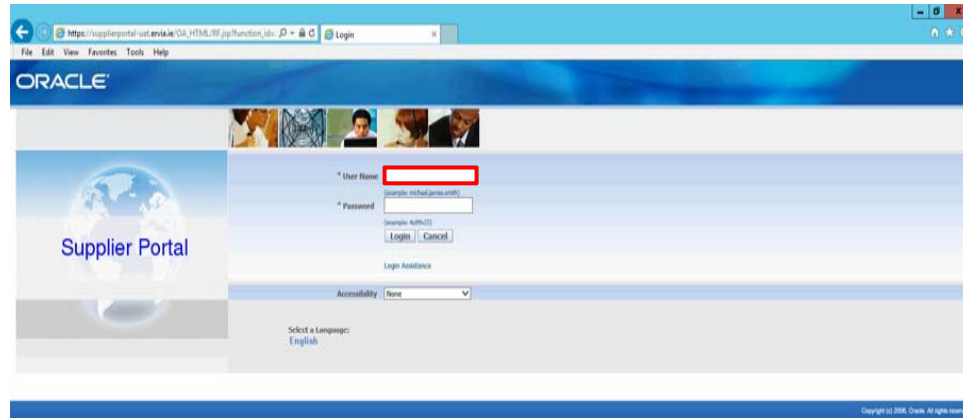 https://supplierportal-uat.ervia.ie/OA_HTML/RF.jsp?function_id=
Login
File Edit View Favorites Tools Help
ORACLE
* User Name
(example: michael.james.smith)
* Password
(example: 4u99v23)
Login Cancel
Login Assistance
Supplier Portal
Accessibility None
Select a Language:
English
Copyright (c) 2006, Oracle. All rights